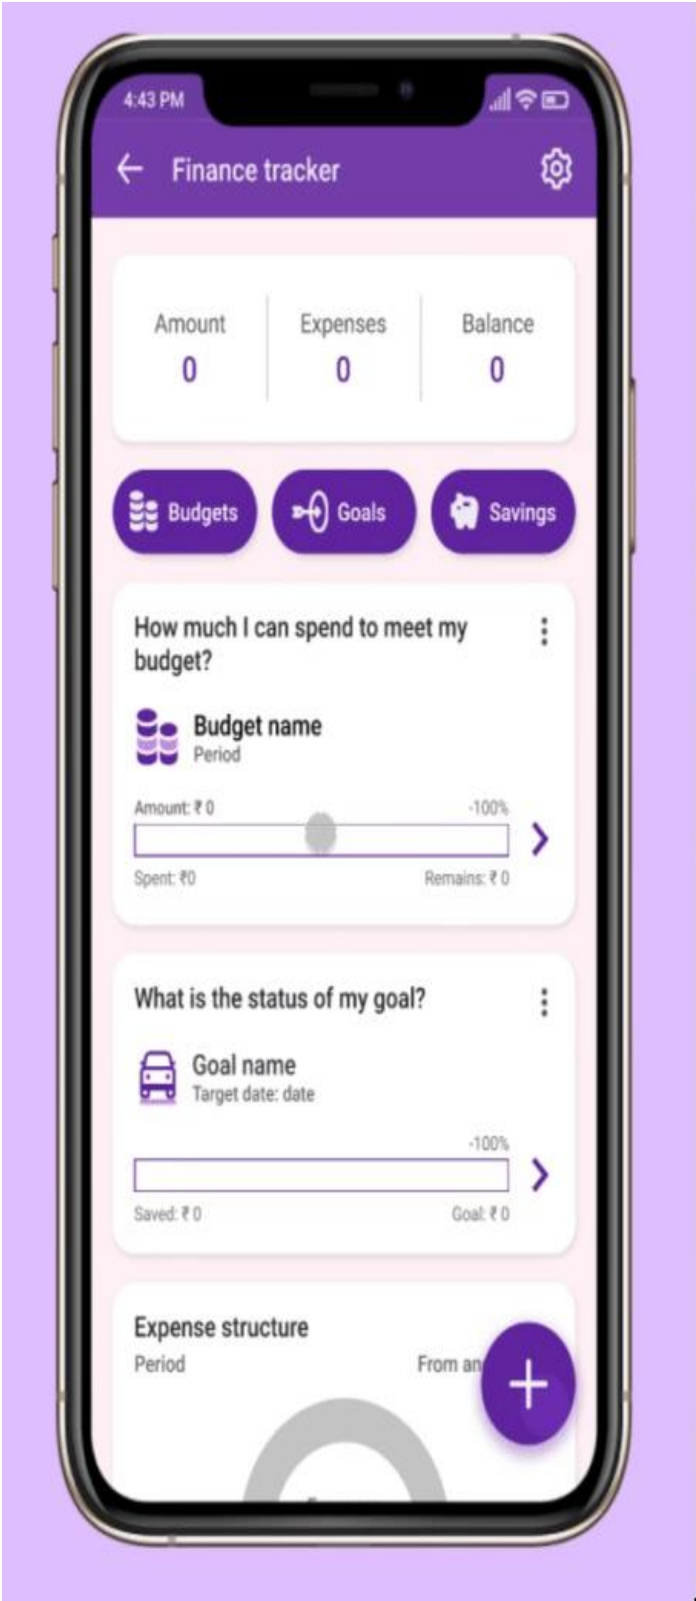 4:43 PM
Finance tracker
Amount Expenses Balance
0 0 0
Budgets Goals Savings
How much I can spend to meet my
budget?
Budget name
Period
Amount: ₹ 0 -100%
Spent: ₹0 Remains: ₹ 0
What is the status of my goal?
Goal name
Target date: date
-100%
Saved: ₹ 0 Goal: ₹ 0
Expense structure
Period From an